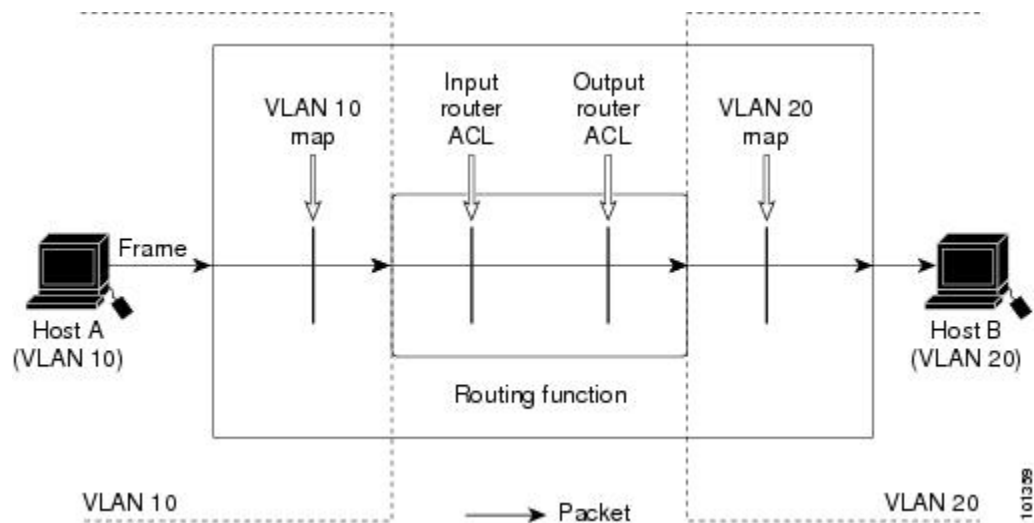 VLAN 10
map
Input
router
ACL
Output
router
ACL
VLAN 20
map
Frame
Host A
(VLAN 10)
Host B
(VLAN 20)
Routing function
VLAN 10
Packet
VLAN 20
101359